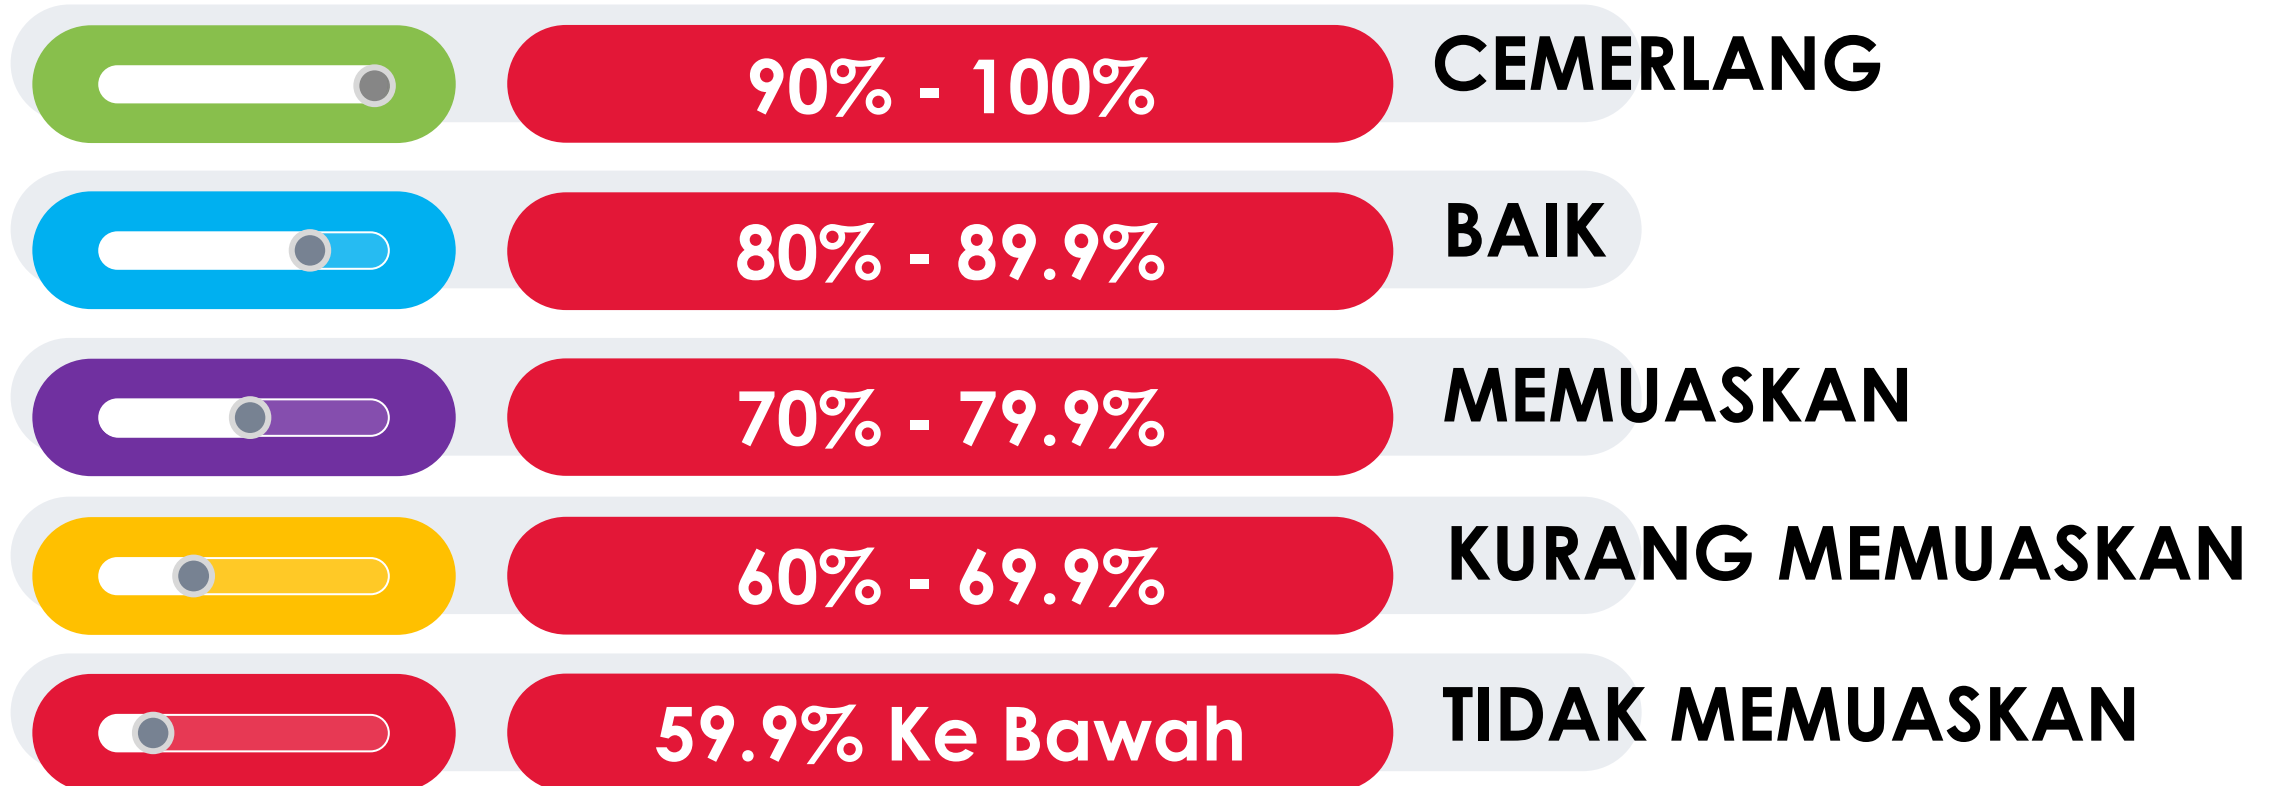 90% - 100% CEMERLANG
80% - 89.9% BAIK
70% - 79.9% MEMUASKAN
60% - 69.9% KURANG MEMUASKAN
59.9% Ke Bawah TIDAK MEMUASKAN